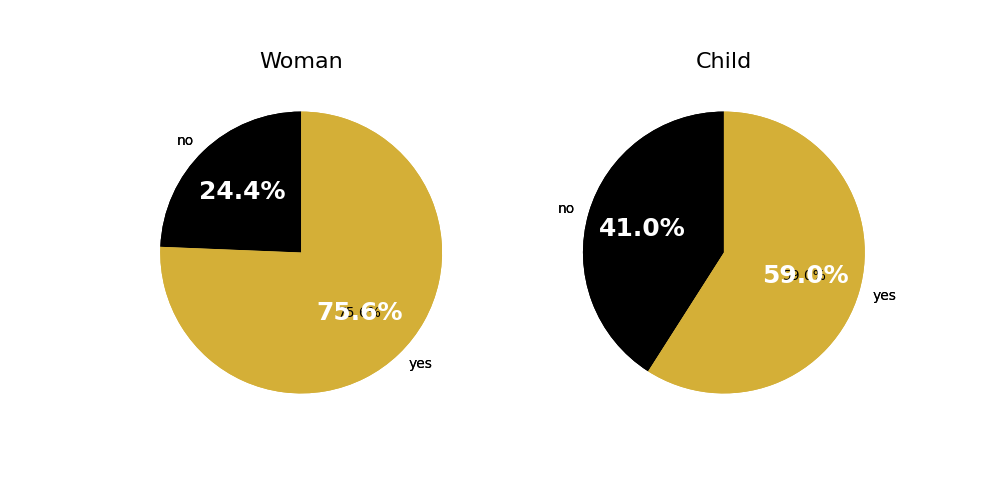 Woman
no
24.4%
75.6%
yes
Child
no
41.0%
59.0%
yes